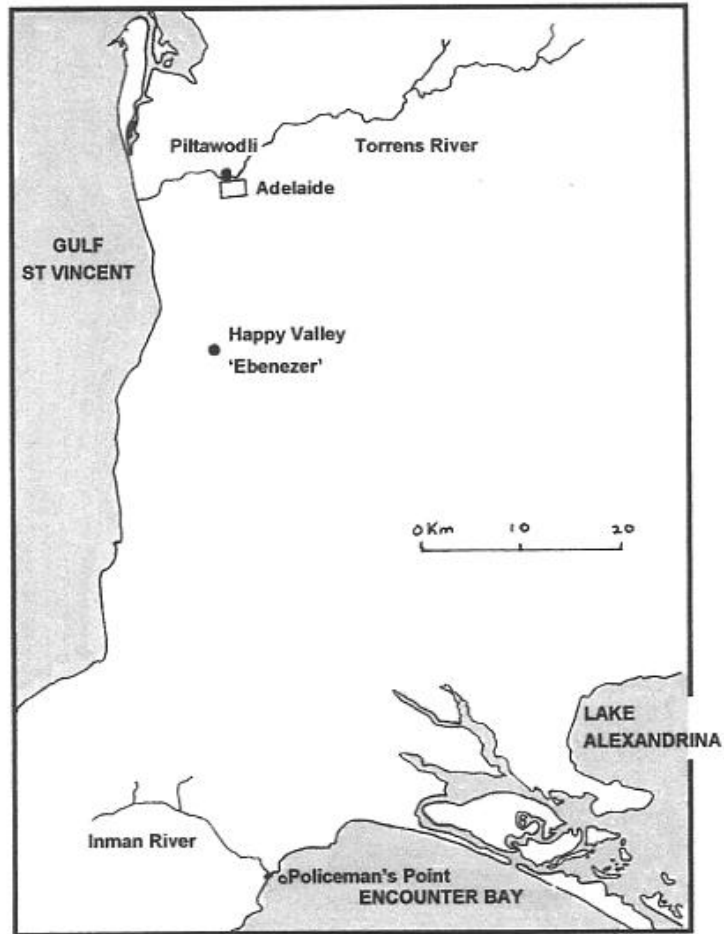 Piltawodli
Torrens River
Adelaide
GULF
ST VINCENT
Happy Valley
'Ebenezer'
0 Km 10 20
LAKE
ALEXANDRINA
Inman River
Policeman's Point
ENCOUNTER BAY